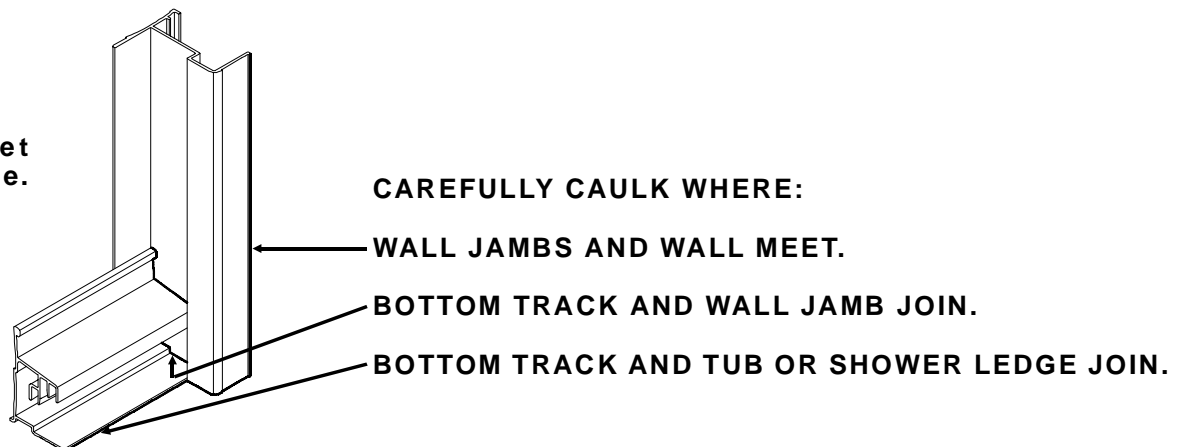 et
e.
CAREFULLY CAULK WHERE:
WALL JAMBS AND WALL MEET.
BOTTOM TRACK AND WALL JAMB JOIN.
BOTTOM TRACK AND TUB OR SHOWER LEDGE JOIN.